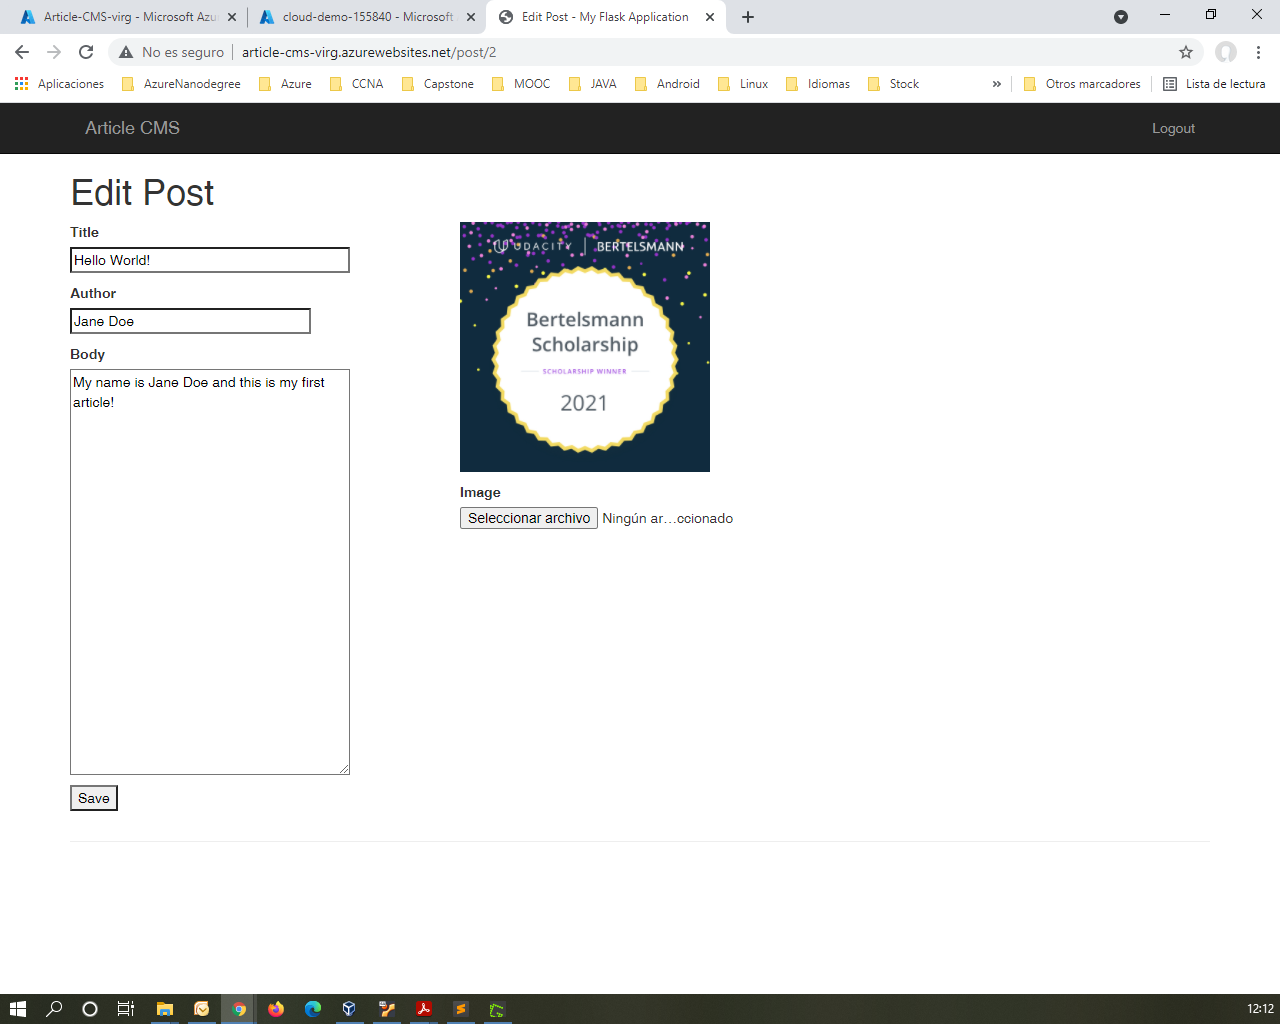 Article-CMS-virg - Microsoft Azu
cloud-demo-155840 - Microsoft
Edit Post - My Flask Application
No es seguro
article-cms-virg.azurewebsites.net/post/2
Aplicaciones
AzureNanodegree
Azure
CCNA
Capstone
MOOC
JAVA
Android
Linux
Idiomas
Stock
»
Otros marcadores
Lista de lectura
Article CMS
Logout
Edit Post
Title
Hello World!
Author
Jane Doe
Body
My name is Jane Doe and this is my first
article!
Save
UDACITY | BERTELSMANN
Bertelsmann
Scholarship
SCHOLARSHIP WINNER
2021
Image
Seleccionar archivo Ningún ar…ccionado
12:12